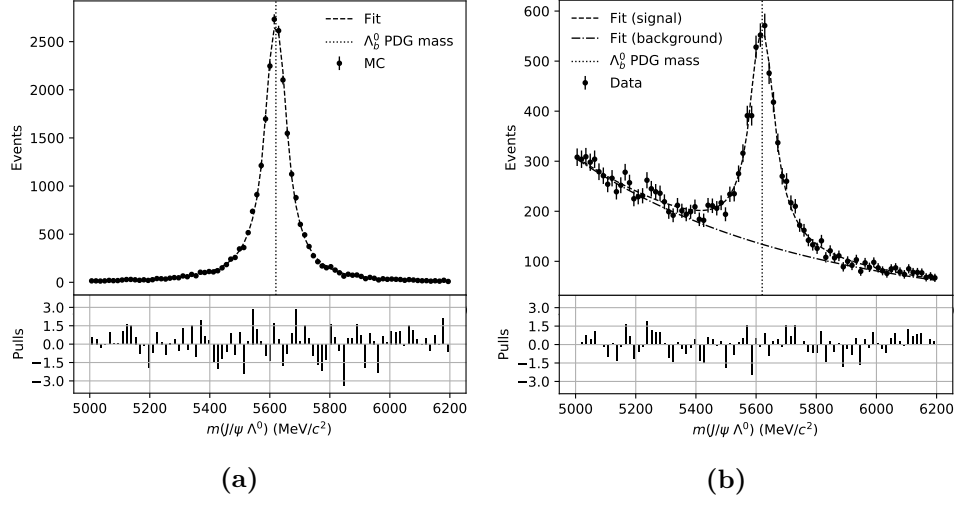 Fit
Λ_b^0 PDG mass
MC
Events
2500
2000
1500
1000
500
0
Pulls
3.0
1.5
0.0
−1.5
−3.0
5000 5200 5400 5600 5800 6000 6200
m(J/ψ Λ^0) (MeV/c^2)
(a)
Fit (signal)
Fit (background)
Λ_b^0 PDG mass
Data
Events
600
500
400
300
200
100
Pulls
3.0
1.5
0.0
−1.5
−3.0
5000 5200 5400 5600 5800 6000 6200
m(J/ψ Λ^0) (MeV/c^2)
(b)